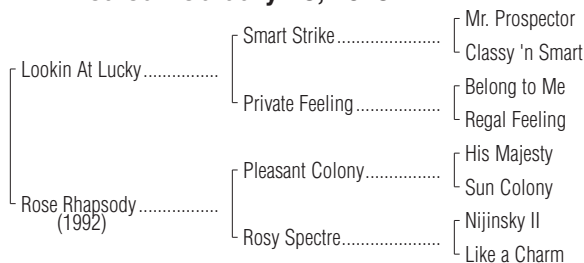 Mr. Prospector
Smart Strike....................
Classy 'n Smart
Lookin At Lucky...............
Belong to Me
Private Feeling.................
Regal Feeling
His Majesty
Pleasant Colony...............
Sun Colony
Rose Rhapsody................
(1992)
Nijinsky II
Rosy Spectre....................
Like a Charm